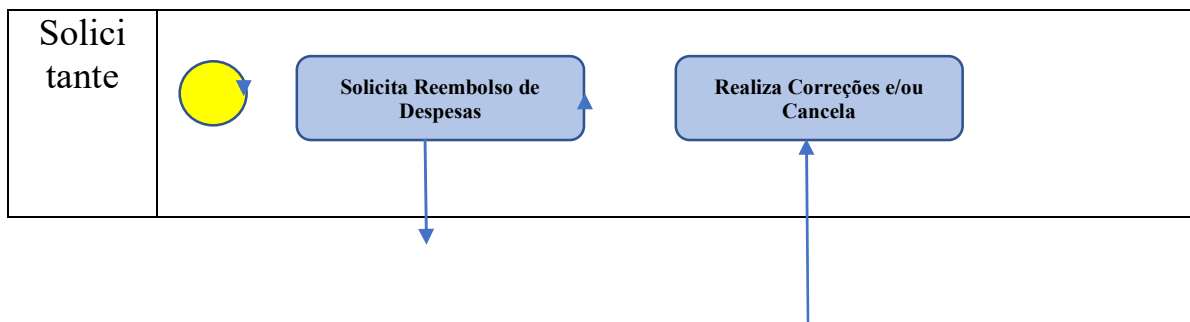 Solici
tante
Solicita Reembolso de
Despesas
Realiza Correções e/ou
Cancela